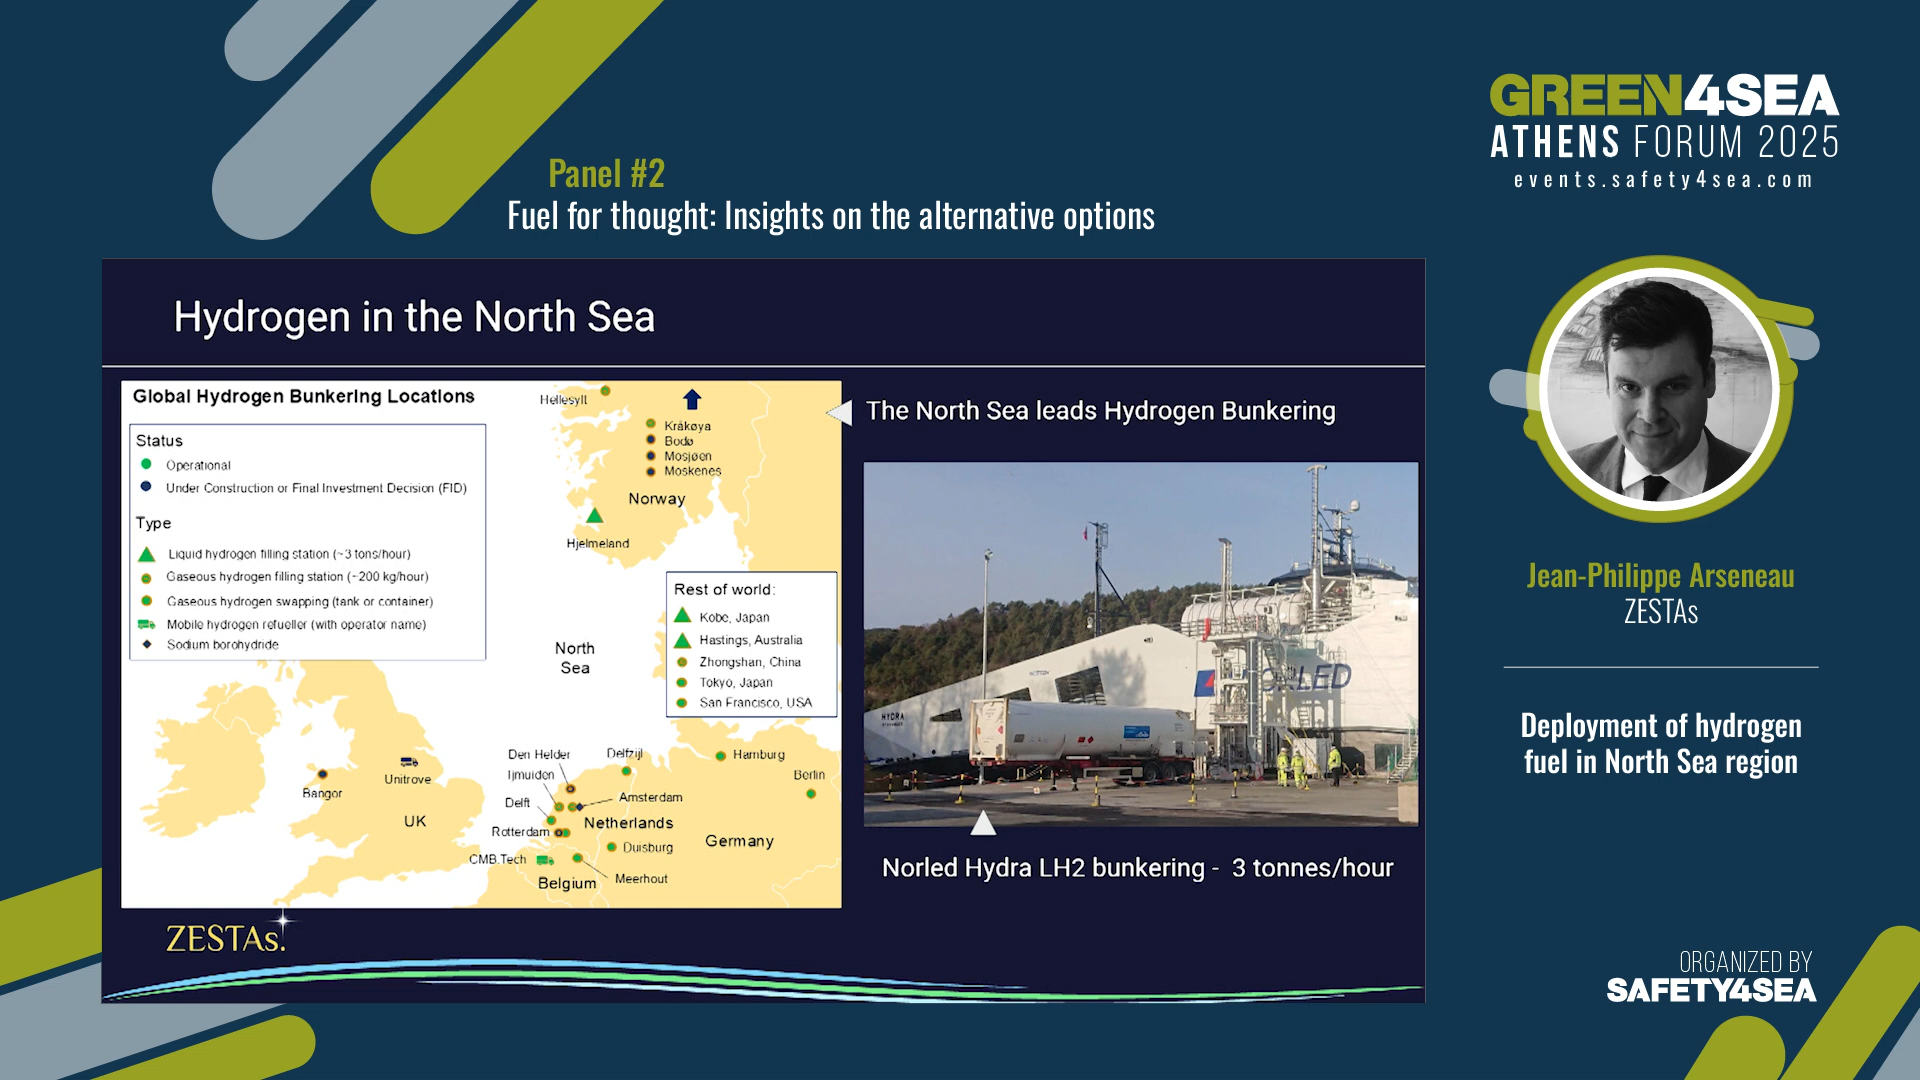 GREEN4SEA
ATHENS FORUM 2025
events.safety4sea.com
Panel #2
Fuel for thought: Insights on the alternative options
Hydrogen in the North Sea
Global Hydrogen Bunkering Locations
Status
Operational
Under Construction or Final Investment Decision (FID)
Type
Liquid hydrogen filling station (~3 tons/hour)
Gaseous hydrogen filling station (~200 kg/hour)
Gaseous hydrogen swapping (tank or container)
Mobile hydrogen refueller (with operator name)
Sodium borohydride
Hellesylt
Kråkøya
Bodø
Mosjøen
Moskenes
Norway
Hjelmeland
North
Sea
Rest of world:
Kobe, Japan
Hastings, Australia
Zhongshan, China
Tokyo, Japan
San Francisco, USA
Den Helder
Delfzijl
Hamburg
Ijmuiden
Berlin
Unitrove
Bangor
Delft
Amsterdam
UK
Rotterdam
Netherlands
Germany
Duisburg
CMB.Tech
Meerhout
Belgium
The North Sea leads Hydrogen Bunkering
HYDRA
LED
Norled Hydra LH2 bunkering - 3 tonnes/hour
ZESTAs.
Jean-Philippe Arseneau
ZESTAs
Deployment of hydrogen
fuel in North Sea region
ORGANIZED BY
SAFETY4SEA